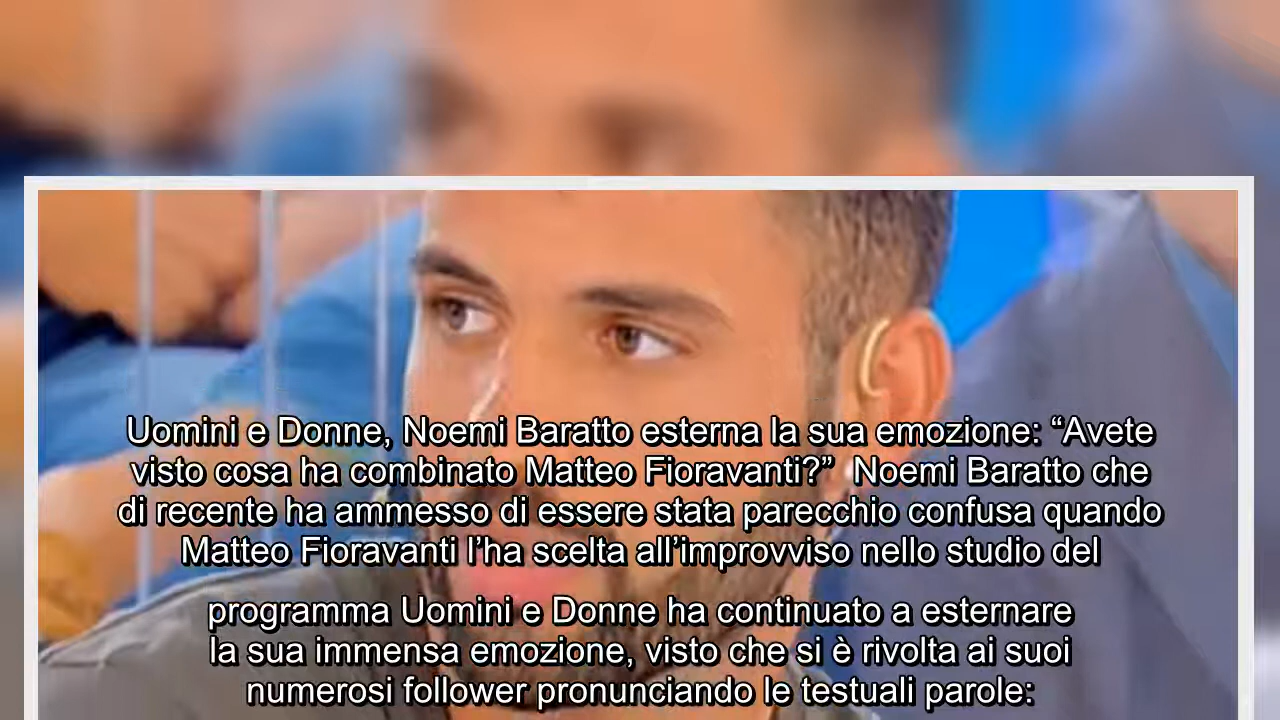 Uomini e Donne, Noemi Baratto esterna la sua emozione: “Avete
visto cosa ha combinato Matteo Fioravanti?”  Noemi Baratto che
di recente ha ammesso di essere stata parecchio confusa quando
Matteo Fioravanti l’ha scelta all’improvviso nello studio del
programma Uomini e Donne ha continuato a esternare
la sua immensa emozione, visto che si è rivolta ai suoi
numerosi follower pronunciando le testuali parole: